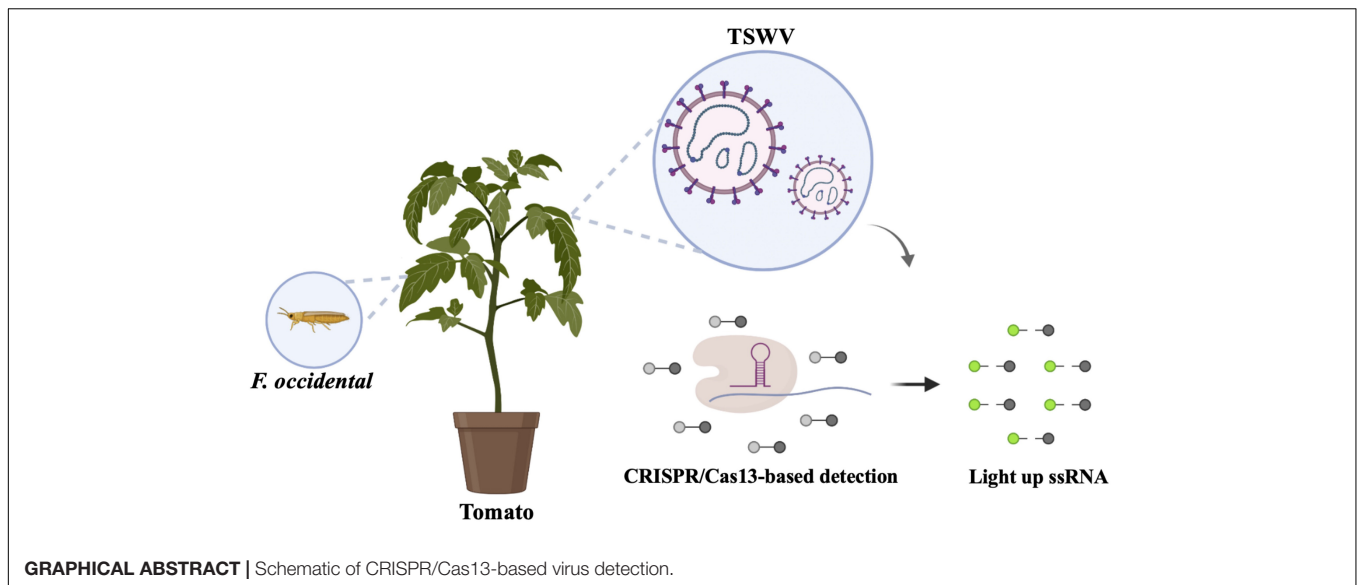 TSWV
F. occidental
CRISPR/Cas13-based detection
Light up ssRNA
Tomato
GRAPHICAL ABSTRACT | Schematic of CRISPR/Cas13-based virus detection.